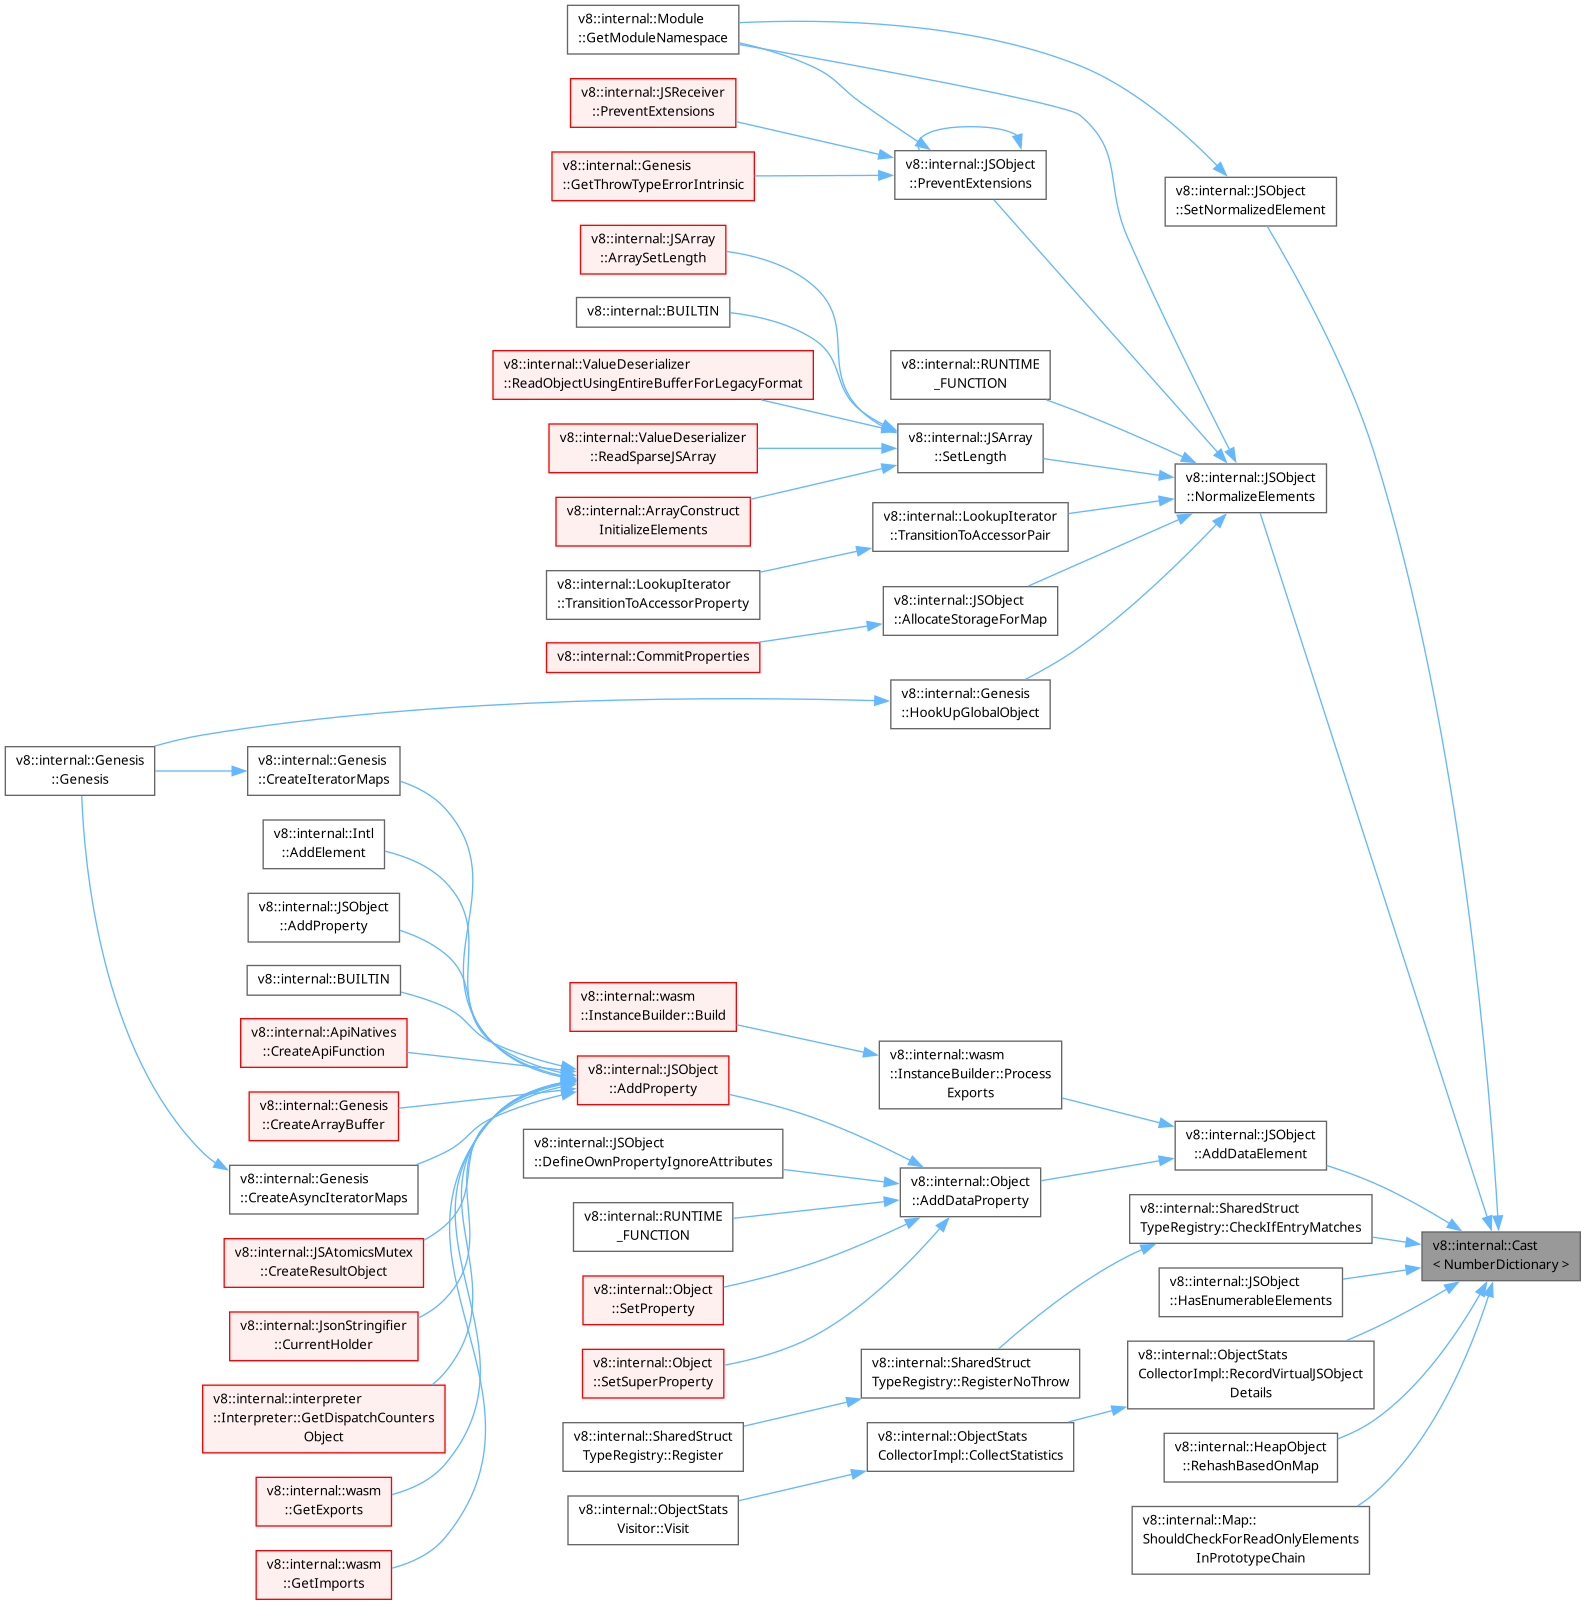 v8::internal::Module
::GetModuleNamespace
v8::internal::JSReceiver
::PreventExtensions
v8::internal::Genesis
::GetThrowTypeErrorIntrinsic
v8::internal::JSObject
::PreventExtensions
v8::internal::JSObject
::SetNormalizedElement
v8::internal::JSArray
::ArraySetLength
v8::internal::BUILTIN
v8::internal::ValueDeserializer
::ReadObjectUsingEntireBufferForLegacyFormat
v8::internal::RUNTIME
_FUNCTION
v8::internal::ValueDeserializer
::ReadSparseJSArray
v8::internal::JSArray
::SetLength
v8::internal::JSObject
::NormalizeElements
v8::internal::ArrayConstruct
InitializeElements
v8::internal::LookupIterator
::TransitionToAccessorPair
v8::internal::LookupIterator
::TransitionToAccessorProperty
v8::internal::JSObject
::AllocateStorageForMap
v8::internal::CommitProperties
v8::internal::Genesis
::HookUpGlobalObject
v8::internal::Genesis
::Genesis
v8::internal::Genesis
::CreateIteratorMaps
v8::internal::Intl
::AddElement
v8::internal::JSObject
::AddProperty
v8::internal::BUILTIN
v8::internal::ApiNatives
::CreateApiFunction
v8::internal::Genesis
::CreateArrayBuffer
v8::internal::Genesis
::CreateAsyncIteratorMaps
v8::internal::JSAtomicsMutex
::CreateResultObject
v8::internal::JsonStringifier
::CurrentHolder
v8::internal::interpreter
::Interpreter::GetDispatchCounters
Object
v8::internal::wasm
::GetExports
v8::internal::wasm
::GetImports
v8::internal::wasm
::InstanceBuilder::Build
v8::internal::JSObject
::AddProperty
v8::internal::JSObject
::DefineOwnPropertyIgnoreAttributes
v8::internal::RUNTIME
_FUNCTION
v8::internal::Object
::SetProperty
v8::internal::Object
::SetSuperProperty
v8::internal::SharedStruct
TypeRegistry::Register
v8::internal::ObjectStats
Visitor::Visit
v8::internal::wasm
::InstanceBuilder::Process
Exports
v8::internal::Object
::AddDataProperty
v8::internal::SharedStruct
TypeRegistry::RegisterNoThrow
v8::internal::ObjectStats
CollectorImpl::CollectStatistics
v8::internal::JSObject
::AddDataElement
v8::internal::SharedStruct
TypeRegistry::CheckIfEntryMatches
v8::internal::JSObject
::HasEnumerableElements
v8::internal::ObjectStats
CollectorImpl::RecordVirtualJSObject
Details
v8::internal::HeapObject
::RehashBasedOnMap
v8::internal::Map::
ShouldCheckForReadOnlyElements
InPrototypeChain
v8::internal::Cast
< NumberDictionary >